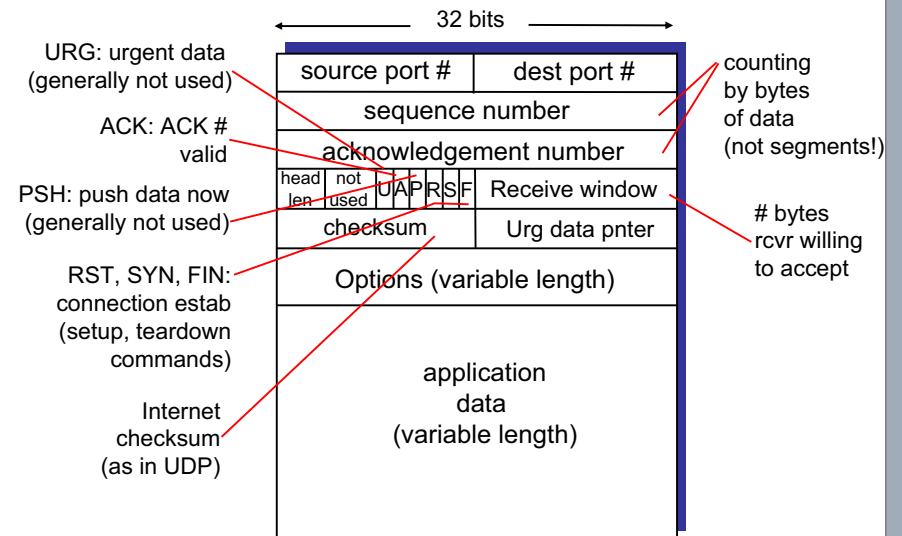 32 bits
URG: urgent data
(generally not used)
ACK: ACK #
valid
PSH: push data now
(generally not used)
RST, SYN, FIN:
connection estab
(setup, teardown
commands)
Internet
checksum
(as in UDP)
source port #
dest port #
sequence number
acknowledgement number
head
len
not
used
U
A
P
R
S
F
Receive window
checksum
Urg data pnter
Options (variable length)
application
data
(variable length)
counting
by bytes
of data
(not segments!)
# bytes
rcvr willing
to accept